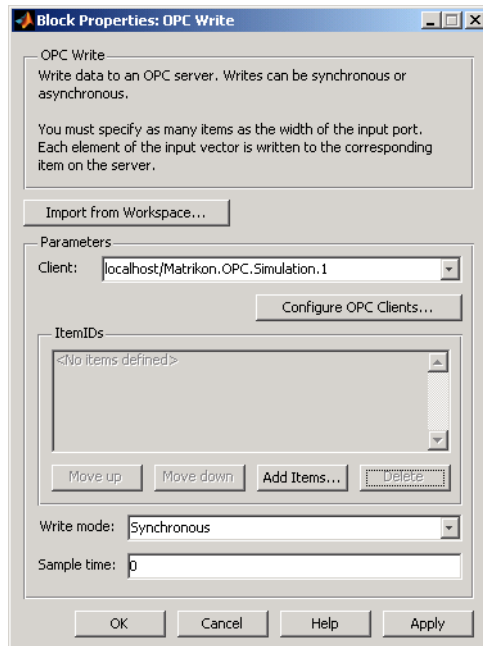 Block Properties: OPC Write
OPC Write
Write data to an OPC server. Writes can be synchronous or
asynchronous.
You must specify as many items as the width of the input port.
Each element of the input vector is written to the corresponding
item on the server.
Import from Workspace...
Parameters
Client: localhost/Matrikon.OPC.Simulation.1
Configure OPC Clients...
ItemIDs
<No items defined>
Move up Move down Add Items... Delete
Write mode: Synchronous
Sample time: 0
OK Cancel Help Apply